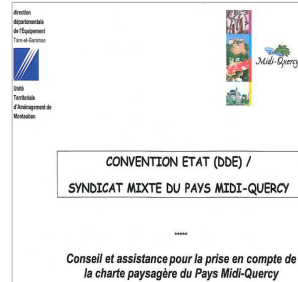 direction
départementale
de l'Équipement
Tarn-et-Garonne
Unité
Territoriale
d'Aménagement de
Montauban
Midi-Quercy
CONVENTION ETAT (DDE) /
SYNDICAT MIXTE DU PAYS MIDI-QUERCY
*****
Conseil et assistance pour la prise en compte de
la charte paysagère du Pays Midi-Quercy